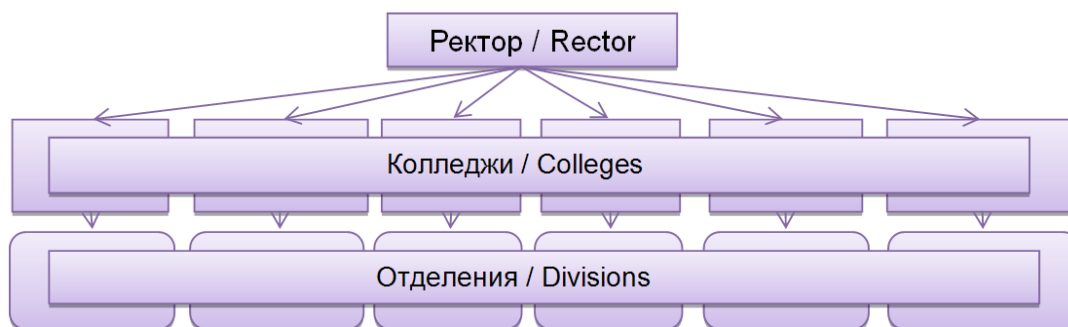 Ректор / Rector
Колледжи / Colleges
Отделения / Divisions